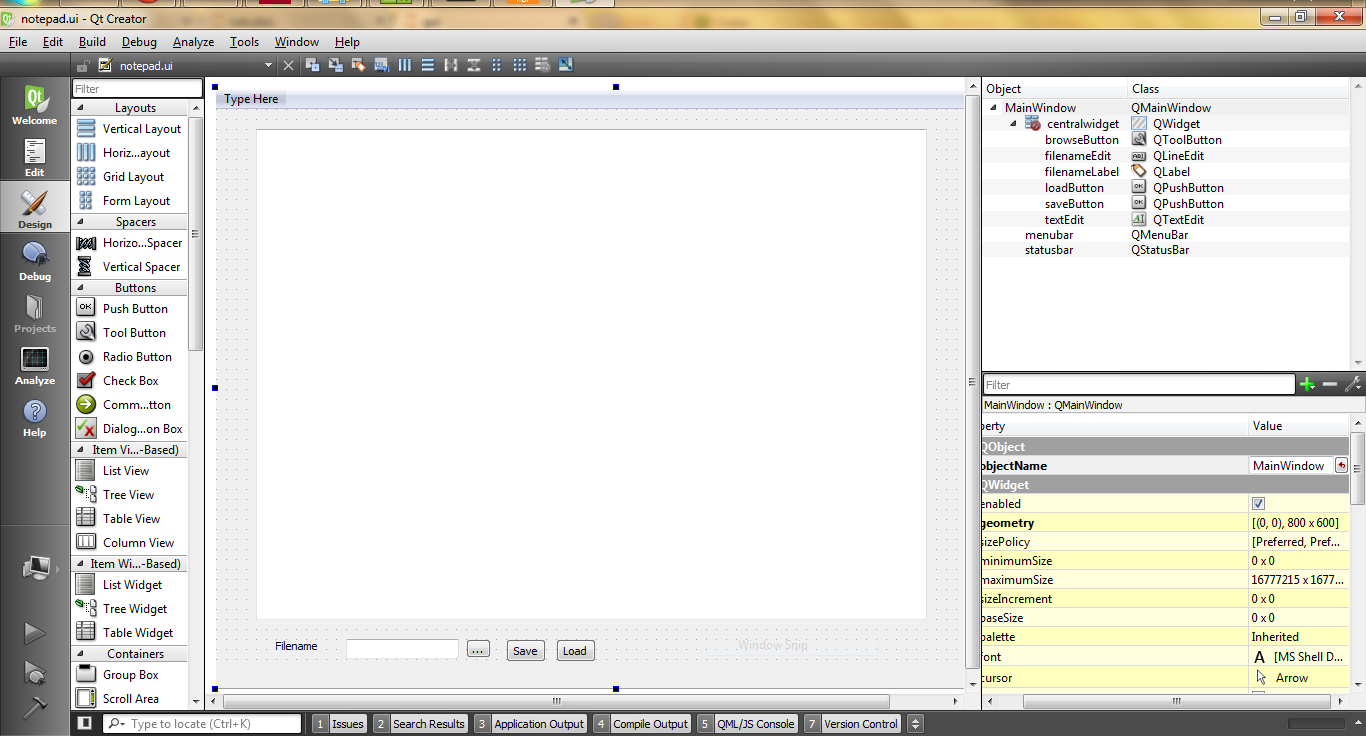 notepad.ui - Qt Creator
File Edit Build Debug Analyze Tools Window Help
notepad.ui
Welcome
Edit
Design
Debug
Projects
Analyze
Help
Filter
Layouts
Vertical Layout
Horiz...ayout
Grid Layout
Form Layout
Spacers
Horizo...Spacer
Vertical Spacer
Buttons
OK Push Button
Tool Button
Radio Button
Check Box
Comm...tton
Dialog...on Box
Item Vi...-Based)
List View
Tree View
Table View
Column View
Item Wi...-Based)
List Widget
Tree Widget
Table Widget
Containers
Group Box
Scroll Area
Type Here
Filename ... Save Load Window Snip
Object Class
MainWindow QMainWindow
centralwidget QWidget
browseButton QToolButton
filenameEdit QLineEdit
filenameLabel QLabel
loadButton OK QPushButton
saveButton OK QPushButton
textEdit AI QTextEdit
menubar QMenuBar
statusbar QStatusBar
Filter
MainWindow : QMainWindow
perty Value
QObject
objectName MainWindow
QWidget
enabled
geometry [(0, 0), 800 x 600]
sizePolicy [Preferred, Pref...
minimumSize 0 x 0
maximumSize 16777215 x 1677...
sizeIncrement 0 x 0
baseSize 0 x 0
palette Inherited
font A [MS Shell D...
cursor Arrow
Type to locate (Ctrl+K) 1 Issues 2 Search Results 3 Application Output 4 Compile Output 5 QML/JS Console 7 Version Control